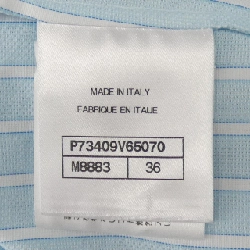 MADE IN ITALY
FABRIQUE EN ITALIE
P73409V65070
M8883 36